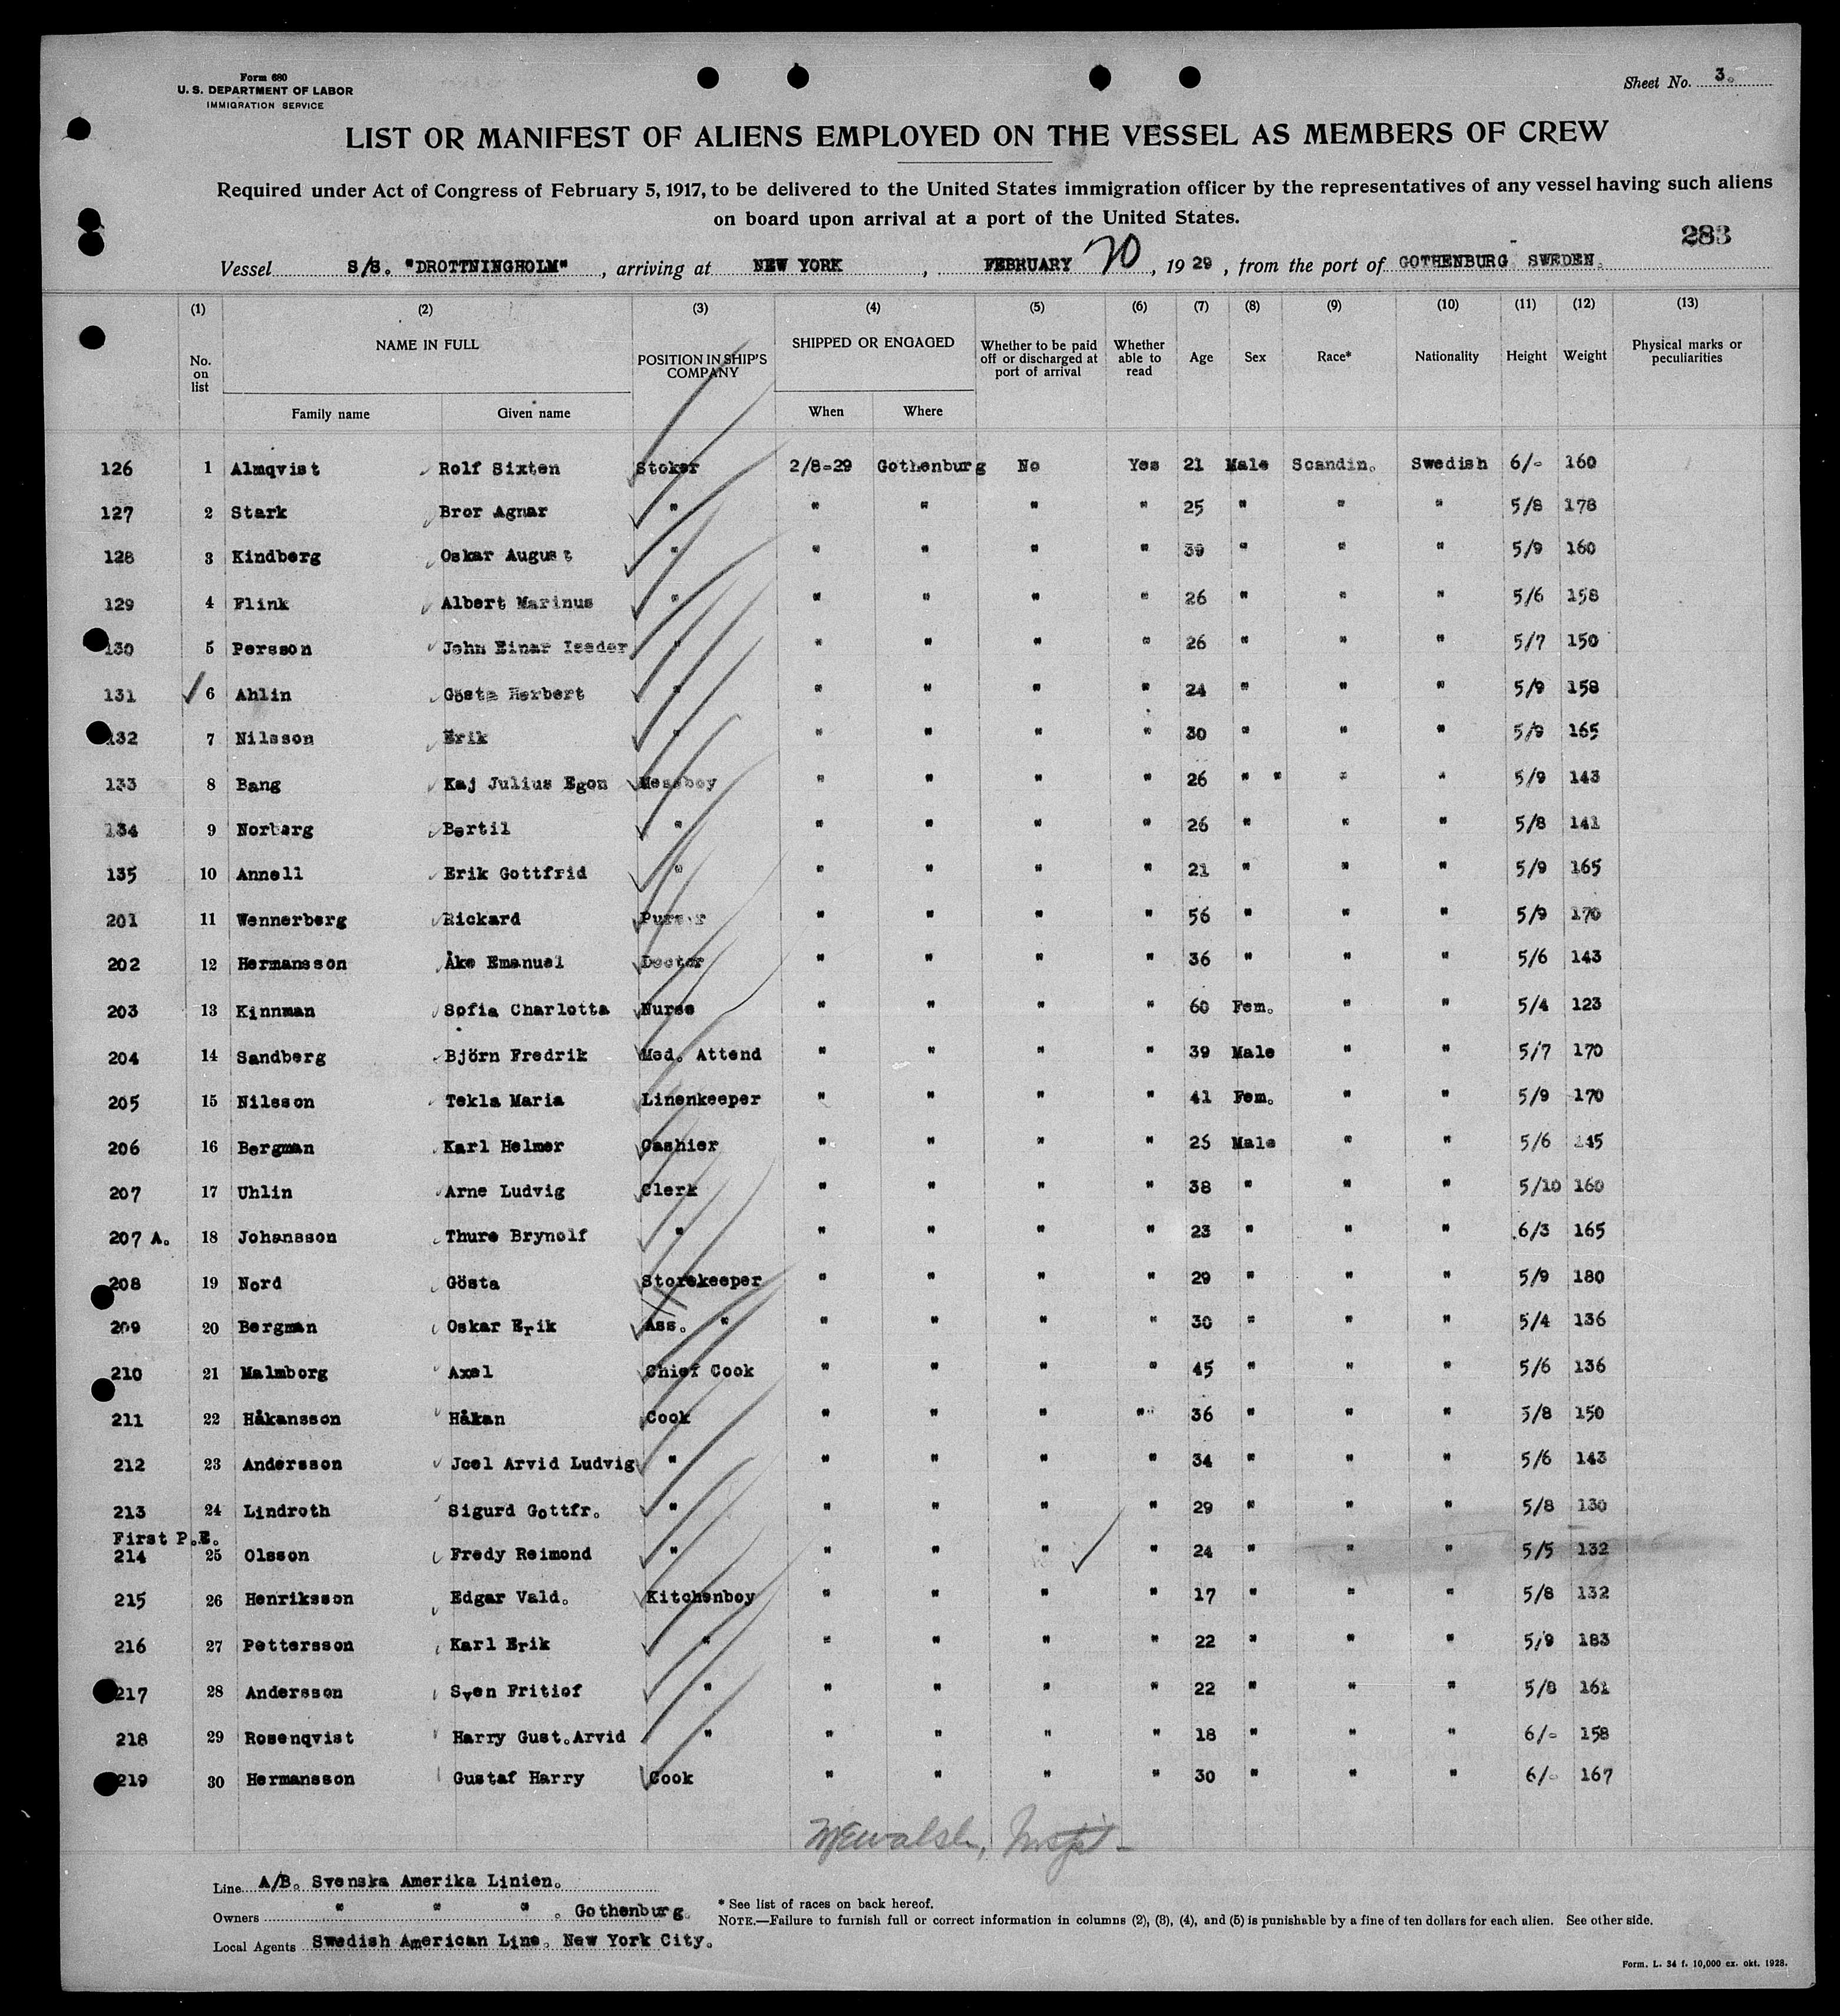 Form 680
U. S. DEPARTMENT OF LABOR
IMMIGRATION SERVICE
Sheet No. 3.
LIST OR MANIFEST OF ALIENS EMPLOYED ON THE VESSEL AS MEMBERS OF CREW
Required under Act of Congress of February 5, 1917, to be delivered to the United States immigration officer by the representatives of any vessel having such aliens
on board upon arrival at a port of the United States.
283
Vessel S/S. "DROTTNINGHOLM", arriving at NEW YORK, FEBRUARY 20, 1929, from the port of GOTHENBURG SWEDEN.
(1) (2) (3) (4) (5) (6) (7) (8) (9) (10) (11) (12) (13)
No. on list NAME IN FULL Family name Given name POSITION IN SHIP'S COMPANY SHIPPED OR ENGAGED When Where Whether to be paid off or discharged at port of arrival Whether able to read Age Sex Race* Nationality Height Weight Physical marks or peculiarities
126 1 Almqvist Rolf Sixten Stoker 2/8-29 Gothenburg No Yes 21 Male Scandin. Swedish 6/- 160
127 2 Stark Bror Agnar " " " " " 25 " " " 5/8 178
128 3 Kindberg Oskar August " " " " " 39 " " " 5/9 160
129 4 Flink Albert Marinus " " " " " 26 " " " 5/6 158
130 5 Persson John Einar Isedor " " " " " 26 " " " 5/7 150
131 6 Ahlin Gösta Herbert " " " " " 24 " " " 5/9 158
132 7 Nilsson Erik " " " " " 30 " " " 5/9 165
133 8 Bang Kaj Julius Egon Messboy " " " " 26 " " " " 5/9 143
134 9 Norberg Bertil " " " " " 26 " " " 5/8 141
135 10 Annell Erik Gottfrid " " " " " 21 " " " 5/9 165
201 11 Wennerberg Rickard Purser " " " " 56 " " " 5/9 170
202 12 Hermansson Åke Emanuel Doctor " " " " 36 " " " 5/6 143
203 13 Kinnman Sofia Charlotta Nurse " " " " 60 Fem. " " 5/4 123
204 14 Sandberg Björn Fredrik Med. Attend " " " " 39 Male " " 5/7 170
205 15 Nilsson Tekla Maria Linenkeeper " " " " 41 Fem. " " 5/9 170
206 16 Bergman Karl Helmer Cashier " " " " 25 Male " " 5/6 145
207 17 Uhlin Arne Ludvig Clerk " " " " 38 " " " 5/10 160
207 A. 18 Johansson Thure Brynolf " " " " " 23 " " " 6/3 165
208 19 Nord Gösta Storekeeper " " " " 29 " " " 5/9 180
209 20 Bergman Oskar Erik Ass. " " " " " 30 " " " 5/4 136
210 21 Malmborg Axel Chief Cook " " " " 45 " " " 5/6 136
211 22 Håkansson Håkan Cook " " " " 36 " " " 5/8 150
212 23 Andersson Joel Arvid Ludvig " " " " " 34 " " " 5/6 143
213 24 Lindroth Sigurd Gottfr. " " " " " 29 " " " 5/8 130
First P.E.
214 25 Olsson Fredy Reimond " " " " " 24 " " " 5/5 132
215 26 Henriksson Edgar Vald. Kitchenboy " " " " 17 " " " 5/8 132
216 27 Pettersson Karl Erik " " " " " 22 " " " 5/9 183
217 28 Andersson Sven Fritiof " " " " " 22 " " " 5/8 161
218 29 Rosenqvist Harry Gust.Arvid " " " " " 18 " " " 6/- 158
219 30 Hermansson Gustaf Harry Cook " " " " 30 " " " 6/- 167
Line A/B. Svenska Amerika Linien.
Owners " " " . Gothenburg.
Local Agents Swedish American Line. New York City.
* See list of races on back hereof.
NOTE.—Failure to furnish full or correct information in columns (2), (3), (4), and (5) is punishable by a fine of ten dollars for each alien. See other side.
Form. L. 34 f. 10,000 ex. okt. 1928.